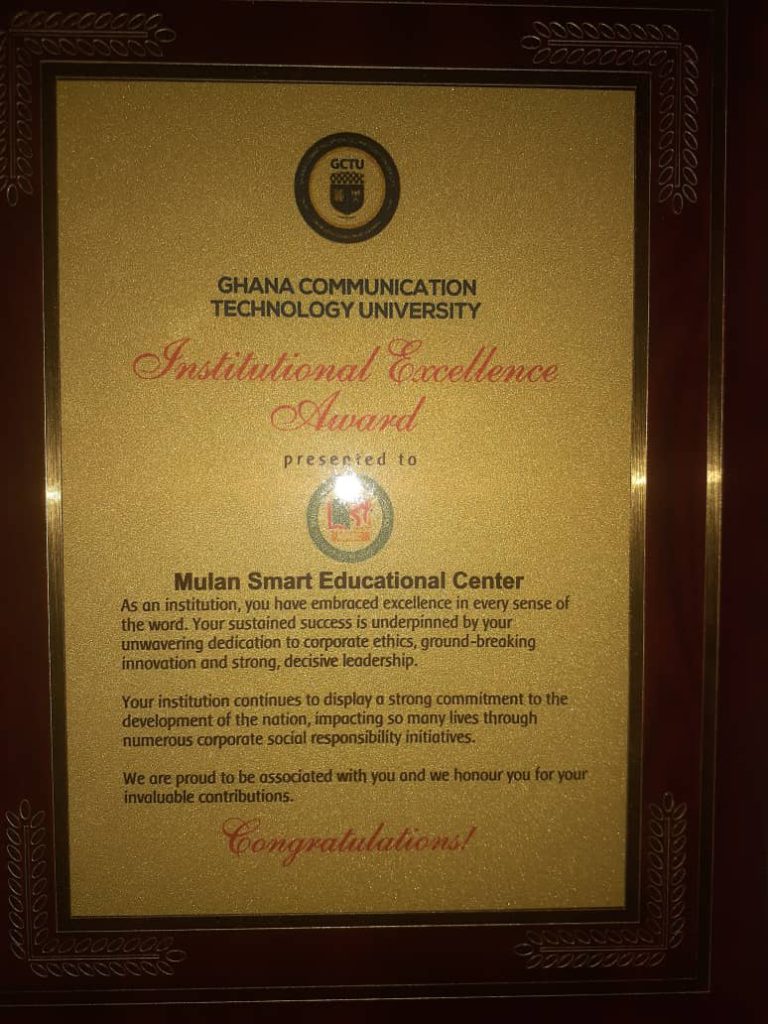 GCTU
GHANA COMMUNICATION
TECHNOLOGY UNIVERSITY
Institutional Excellence
Award
presented to
Mulan Smart Educational Center
As an institution, you have embraced excellence in every sense of
the word. Your sustained success is underpinned by your
unwavering dedication to corporate ethics, ground-breaking
innovation and strong, decisive leadership.
Your institution continues to display a strong commitment to the
development of the nation, impacting so many lives through
numerous corporate social responsibility initiatives.
We are proud to be associated with you and we honour you for your
invaluable contributions.
Congratulations!